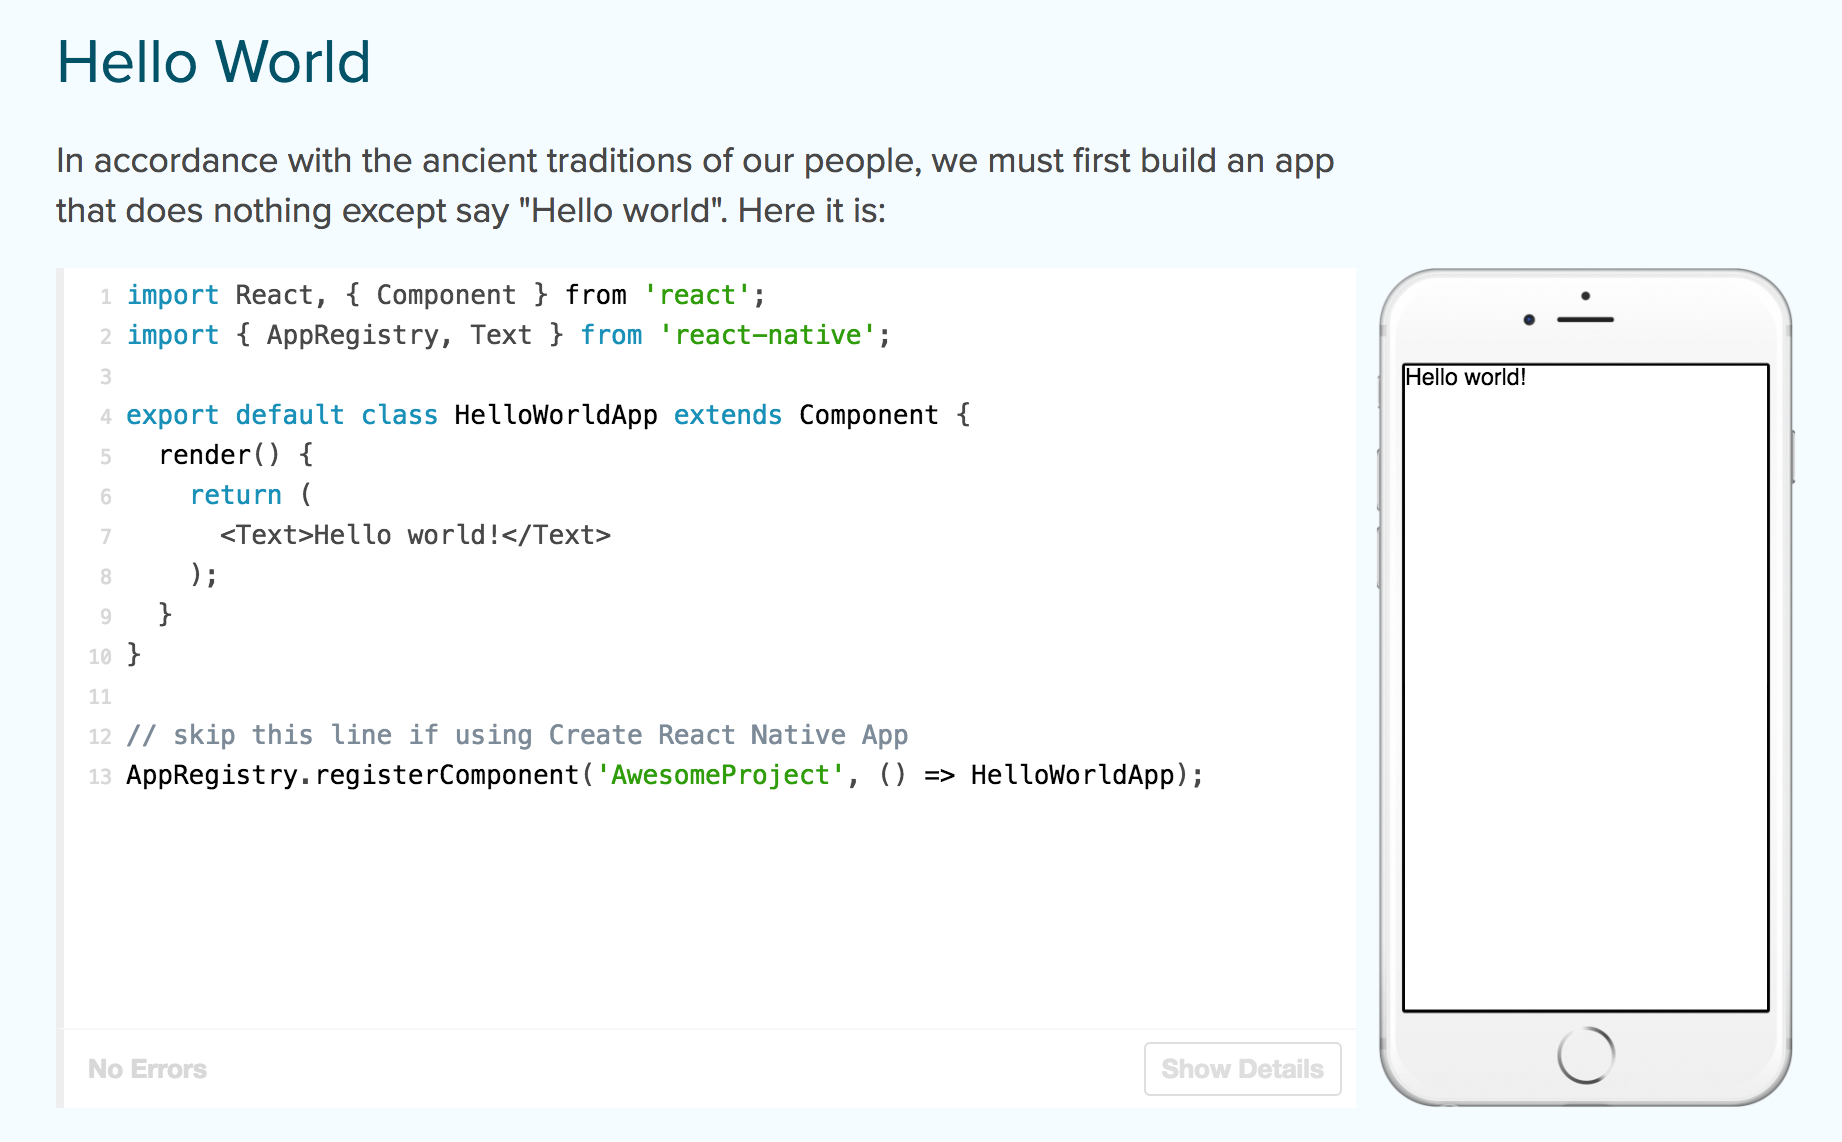 Hello World
In accordance with the ancient traditions of our people, we must first build an app
that does nothing except say "Hello world". Here it is:
1 import React, { Component } from 'react';
2 import { AppRegistry, Text } from 'react-native';
3
4 export default class HelloWorldApp extends Component {
5   render() {
6     return (
7       <Text>Hello world!</Text>
8     );
9   }
10 }
11
12 // skip this line if using Create React Native App
13 AppRegistry.registerComponent('AwesomeProject', () => HelloWorldApp);
No Errors
Show Details
Hello world!